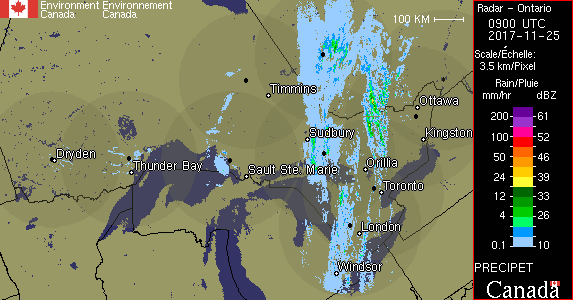 Environment Environnement
Canada Canada
100 KM
Timmins
Ottawa
Sudbury
Kingston
Dryden
Thunder Bay
Sault Ste. Marie
Orillia
Toronto
London
Windsor
Radar - Ontario
0900 UTC
2017-11-25
Scale/Échelle:
3.5 km/Pixel
Rain/Pluie
mm/hr dBZ
200 61
100 52
50 46
24 39
12 33
4 26
0.1 10
PRECIPET
Canada